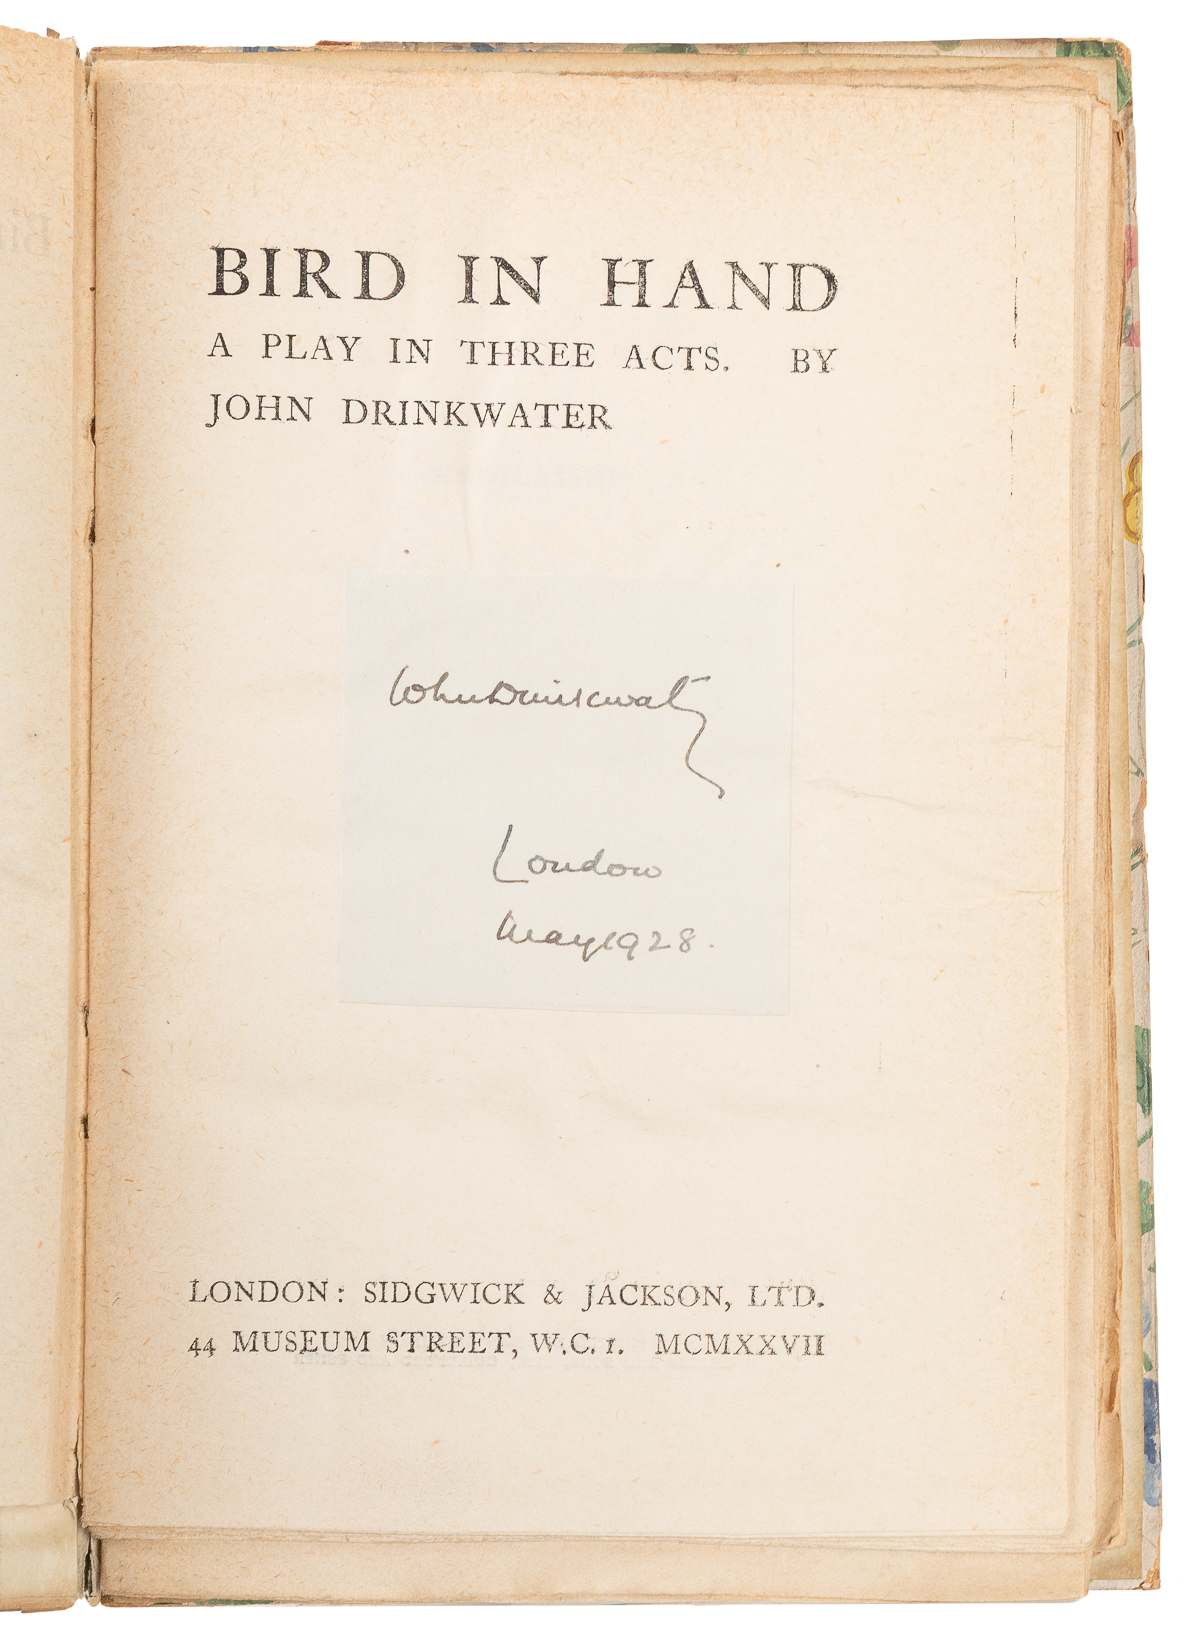 BIRD IN HAND
A PLAY IN THREE ACTS. BY
JOHN DRINKWATER
John Drinkwater
London
May 1928.
LONDON: SIDGWICK & JACKSON, LTD.
44 MUSEUM STREET, W.C. 1. MCMXXVII